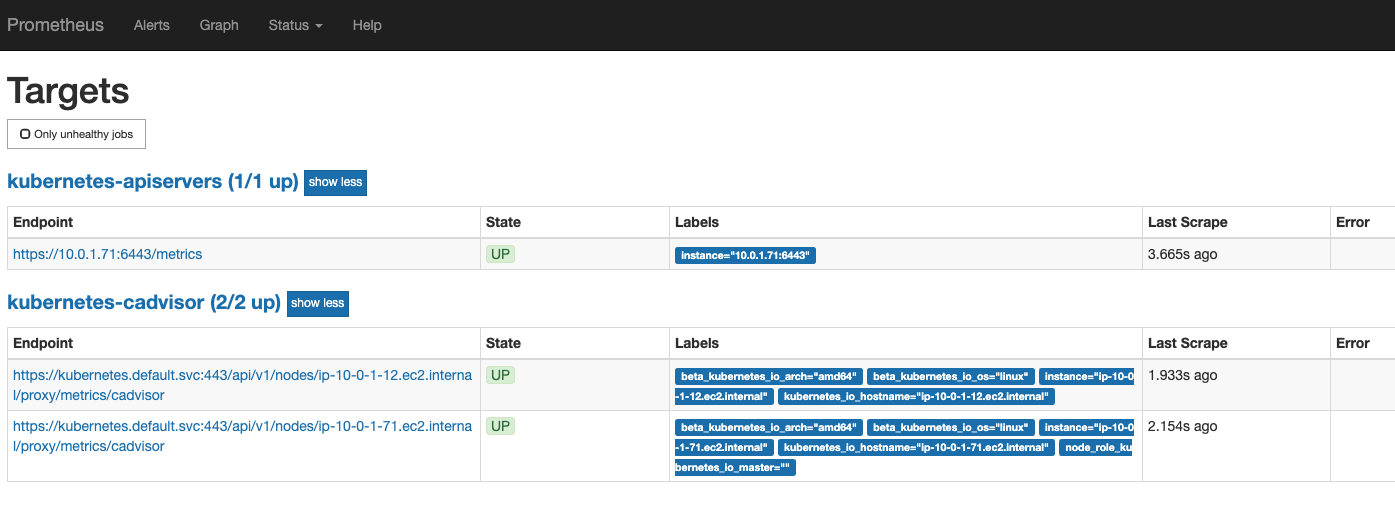 Prometheus Alerts Graph Status Help
Targets
Only unhealthy jobs
kubernetes-apiservers (1/1 up) show less
Endpoint State Labels Last Scrape Error
https://10.0.1.71:6443/metrics UP instance="10.0.1.71:6443" 3.665s ago
kubernetes-cadvisor (2/2 up) show less
Endpoint State Labels Last Scrape Error
https://kubernetes.default.svc:443/api/v1/nodes/ip-10-0-1-12.ec2.interna UP beta_kubernetes_io_arch="amd64" beta_kubernetes_io_os="linux" instance="ip-10-0 1.933s ago
l/proxy/metrics/cadvisor -1-12.ec2.internal" kubernetes_io_hostname="ip-10-0-1-12.ec2.internal"
https://kubernetes.default.svc:443/api/v1/nodes/ip-10-0-1-71.ec2.interna UP beta_kubernetes_io_arch="amd64" beta_kubernetes_io_os="linux" instance="ip-10-0 2.154s ago
l/proxy/metrics/cadvisor -1-71.ec2.internal" kubernetes_io_hostname="ip-10-0-1-71.ec2.internal" node_role_ku
bernetes_io_master=""